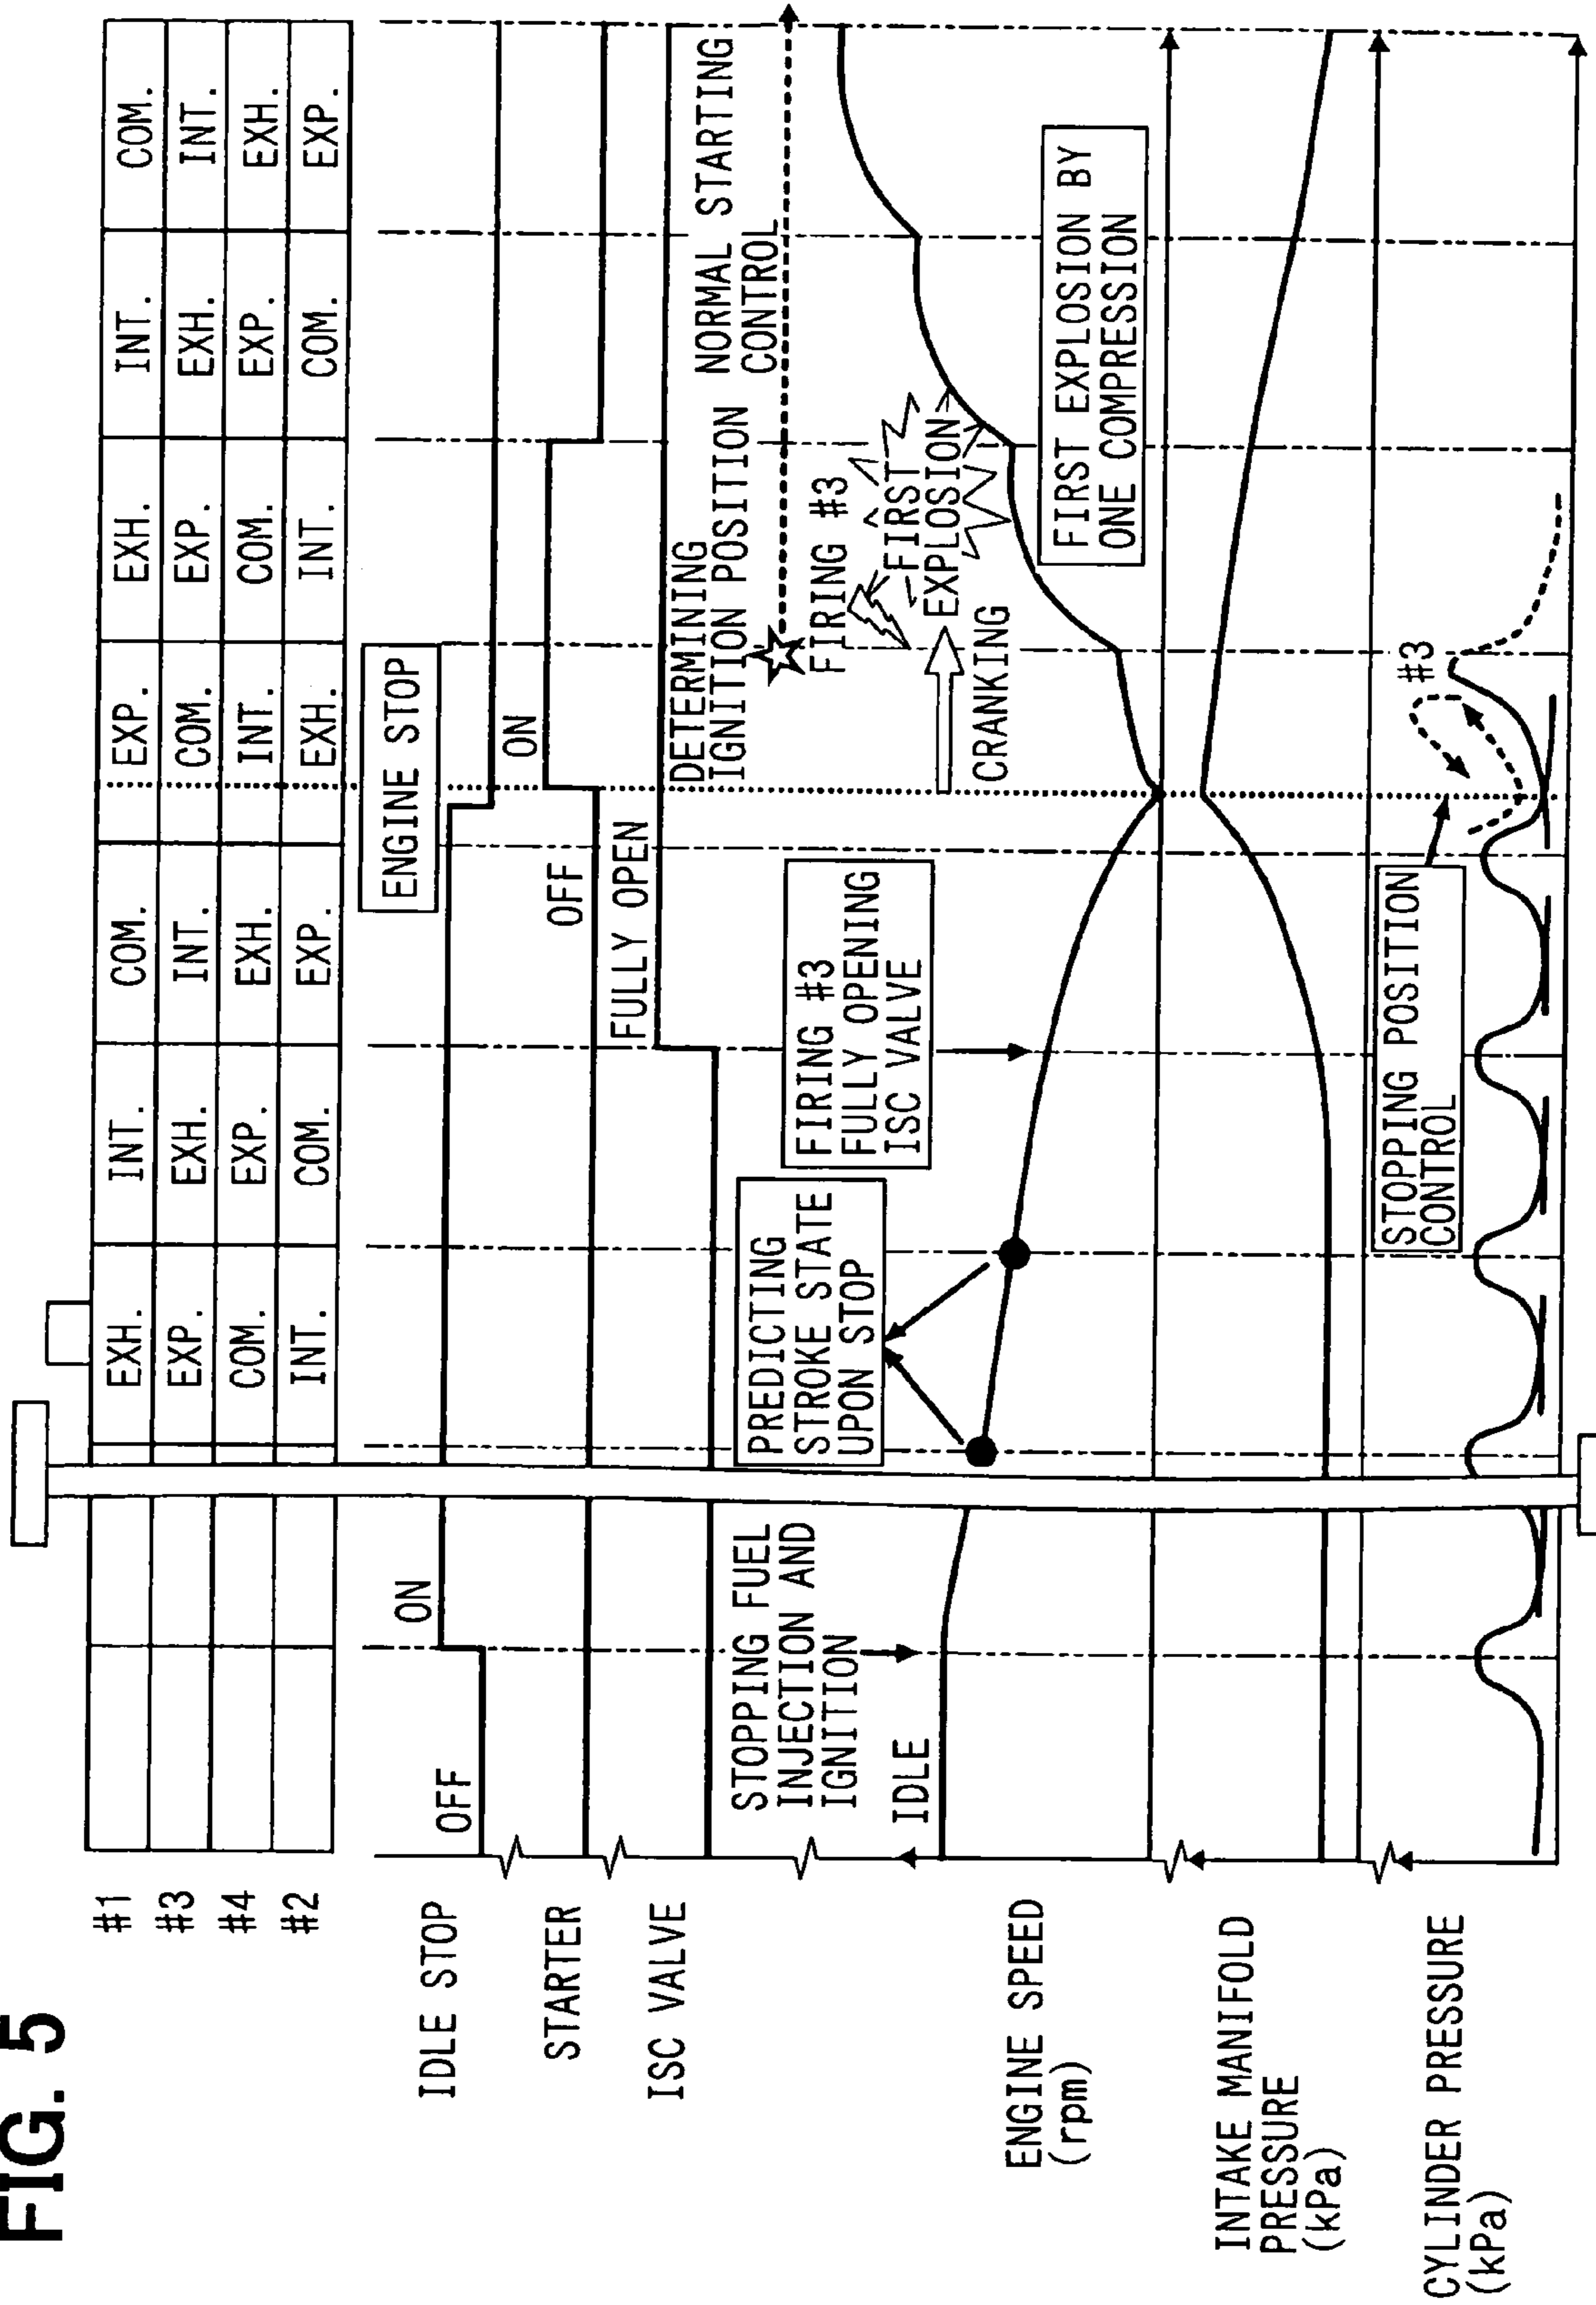 FIG. 5
#1 EXH. INT. COM. EXP. EXH. INT. COM.
#3 EXP. EXH. INT. COM. EXP. EXH. INT.
#4 COM. EXP. EXH. INT. COM. EXP. EXH.
#2 INT. COM. EXP. EXH. INT. COM. EXP.
ENGINE STOP
IDLE STOP
OFF
ON
STARTER
OFF
ON
ISC VALVE
FULLY OPEN
DETERMINING
IGNITION POSITION
NORMAL STARTING
CONTROL
STOPPING FUEL
INJECTION AND
IGNITION
PREDICTING
STROKE STATE
UPON STOP
FIRING #3
FULLY OPENING
ISC VALVE
FIRING #3
FIRST
EXPLOSION
CRANKING
IDLE
ENGINE SPEED
(rpm)
FIRST EXPLOSION BY
ONE COMPRESSION
INTAKE MANIFOLD
PRESSURE
(kPa)
STOPPING POSITION
CONTROL
#3
CYLINDER PRESSURE
(kPa)